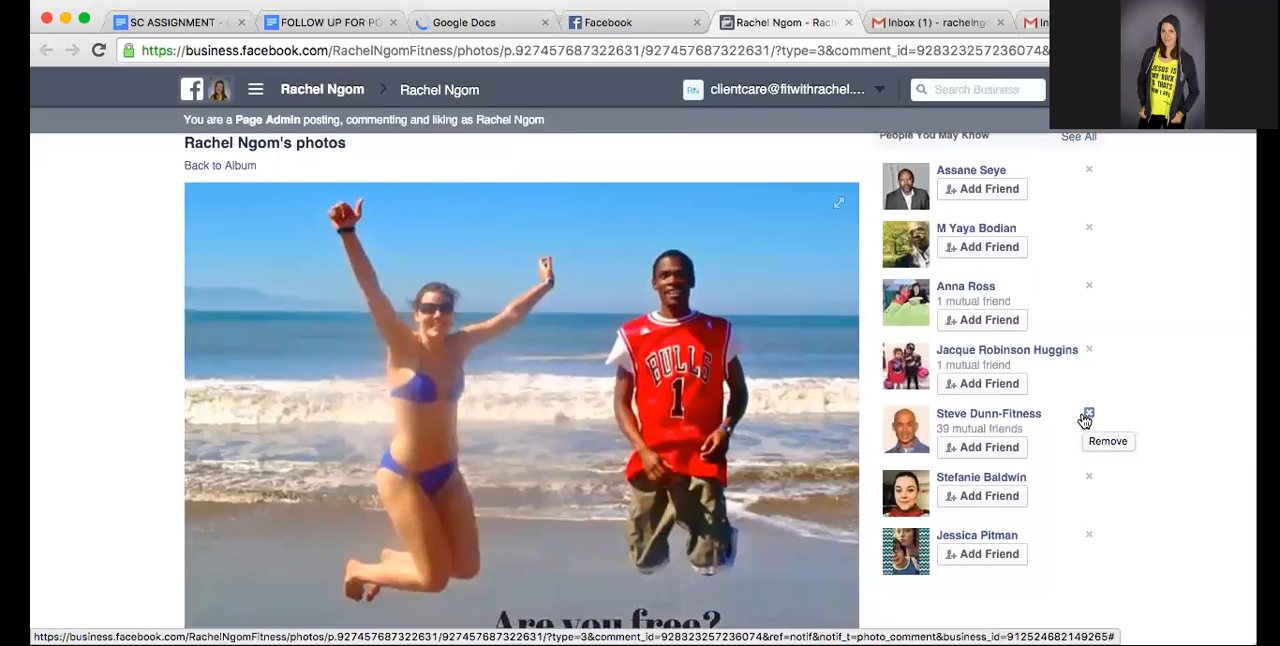 SC ASSIGNMENT -
FOLLOW UP FOR
Google Docs
Facebook
Rachel Ngom -
Inbox (1) -
https://business.facebook.com/RachelNgomFitness/photos/p.927457687322631/927457687322631/?type=3&comment_id=928323257236074&
Rachel Ngom
Rachel Ngom
RN
clientcare@fitwithrachel....
Search Business
JESUS IS
MY ROCK
You are a Page Admin posting, commenting and liking as Rachel Ngom
Rachel Ngom's photos
Back to Album
People You May Know
See All
Assane Seye
Add Friend
M Yaya Bodian
Add Friend
Anna Ross
1 mutual friend
Add Friend
Jacque Robinson Huggins
1 mutual friend
Add Friend
Steve Dunn-Fitness
39 mutual friends
Add Friend
Remove
Stefanie Baldwin
Add Friend
Jessica Pitman
Add Friend
BULLS
1
Are you free?
https://business.facebook.com/RachelNgomFitness/photos/p.927457687322631/927457687322631/?type=3&comment_id=928323257236074&ref=notif&notif_t=photo_comment&business_id=912524682149265#